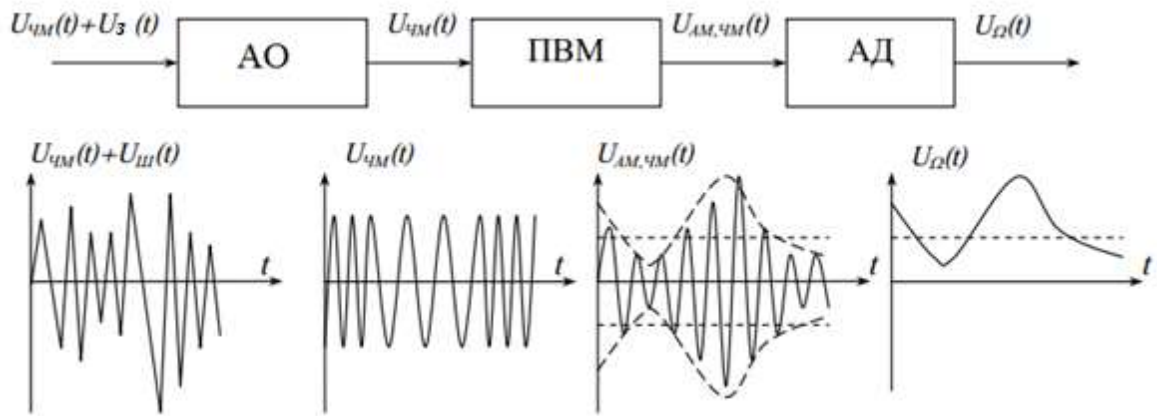 U_ЧМ(t)+U_З (t)
АО
U_ЧМ(t)
ПВМ
U_АМ,ЧМ(t)
АД
U_Ω(t)
U_ЧМ(t)+U_Ш(t)
U_ЧМ(t)
U_АМ,ЧМ(t)
U_Ω(t)
t
t
t
t